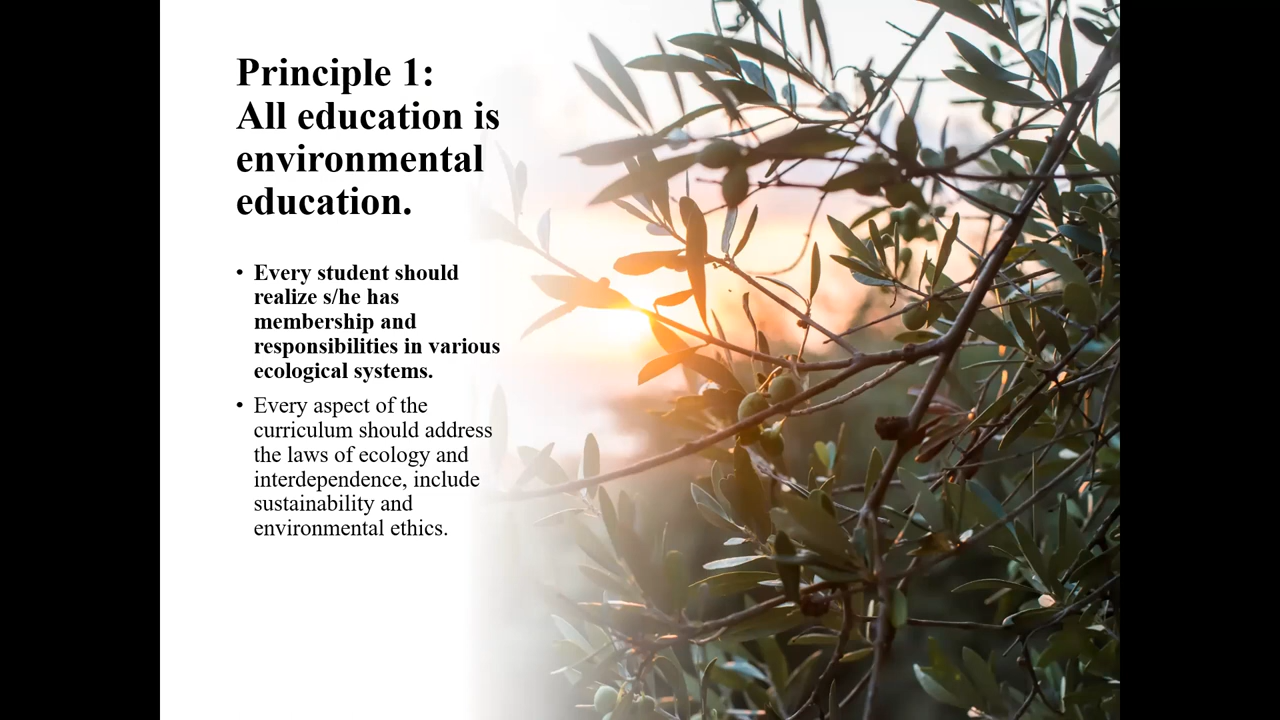 Principle 1:
All education is
environmental
education.
• Every student should
realize s/he has
membership and
responsibilities in various
ecological systems.
• Every aspect of the
curriculum should address
the laws of ecology and
interdependence, include
sustainability and
environmental ethics.